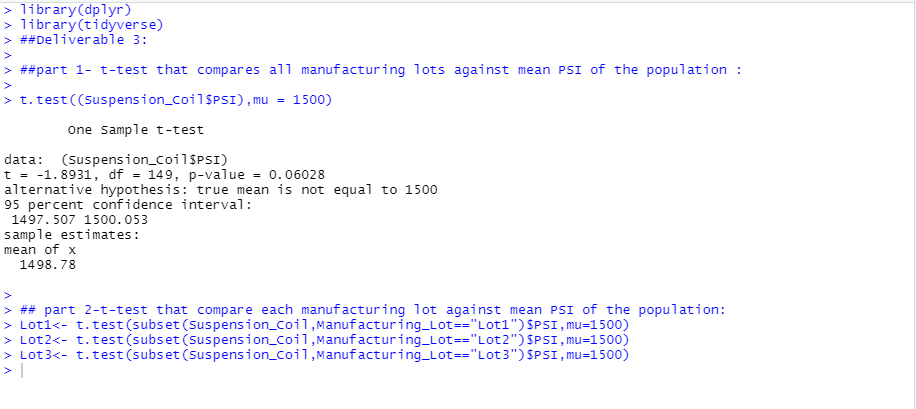 > library(dplyr)
> library(tidyverse)
> ##Deliverable 3:
>
> ##part 1- t-test that compares all manufacturing lots against mean PSI of the population :
>
> t.test((Suspension_Coil$PSI),mu = 1500)
One Sample t-test
data:  (Suspension_Coil$PSI)
t = -1.8931, df = 149, p-value = 0.06028
alternative hypothesis: true mean is not equal to 1500
95 percent confidence interval:
1497.507 1500.053
sample estimates:
mean of x
1498.78
>
> ## part 2-t-test that compare each manufacturing lot against mean PSI of the population:
> Lot1<- t.test(subset(Suspension_Coil,Manufacturing_Lot=="Lot1")$PSI,mu=1500)
> Lot2<- t.test(subset(Suspension_Coil,Manufacturing_Lot=="Lot2")$PSI,mu=1500)
> Lot3<- t.test(subset(Suspension_Coil,Manufacturing_Lot=="Lot3")$PSI,mu=1500)
>